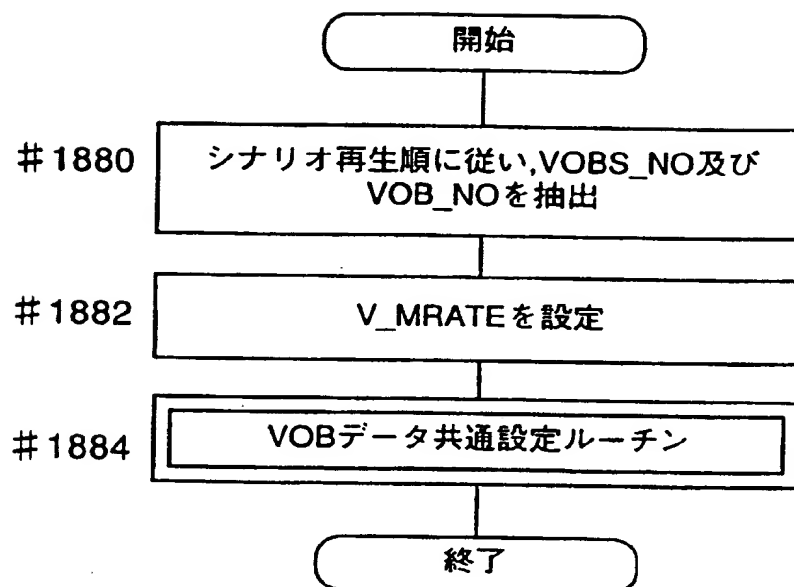 開始
#1880
シナリオ再生順に従い,VOBS_NO及び
VOB_NOを抽出
#1882
V_MRATEを設定
#1884
VOBデータ共通設定ルーチン
終了